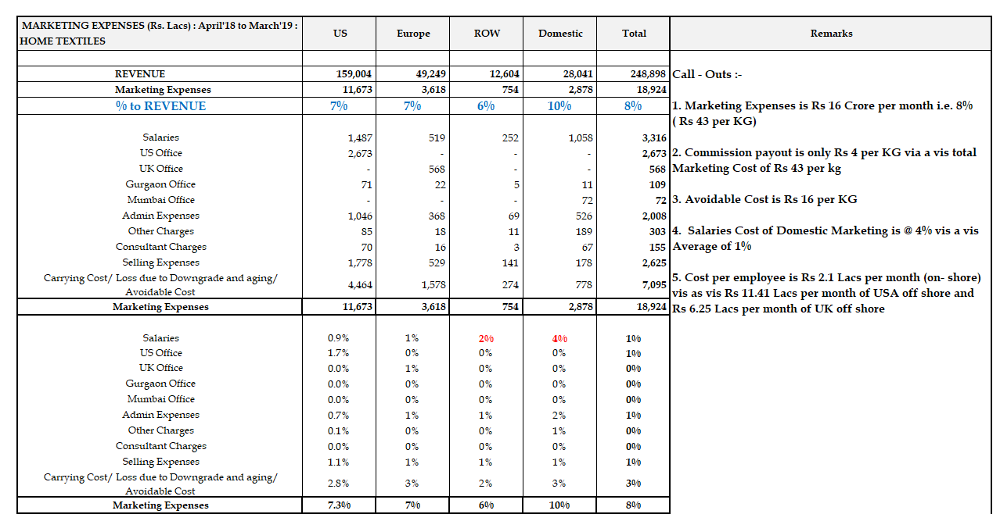 MARKETING EXPENSES (Rs. Lacs) : April'18 to March'19 : HOME TEXTILES US Europe ROW Domestic Total Remarks
REVENUE 159,004 49,249 12,604 28,041 248,898 Call - Outs :-
Marketing Expenses 11,673 3,618 754 2,878 18,924
% to REVENUE 7% 7% 6% 10% 8% 1. Marketing Expenses is Rs 16 Crore per month i.e. 8%
( Rs 43 per KG)
Salaries 1,487 519 252 1,058 3,316
US Office 2,673 - - - 2,673 2. Commission payout is only Rs 4 per KG via a vis total
UK Office - 568 - - 568 Marketing Cost of Rs 43 per kg
Gurgaon Office 71 22 5 11 109
Mumbai Office - - - 72 72 3. Avoidable Cost is Rs 16 per KG
Admin Expenses 1,046 368 69 526 2,008
Other Charges 85 18 11 189 303 4. Salaries Cost of Domestic Marketing is @ 4% vis a vis
Consultant Charges 70 16 3 67 155 Average of 1%
Selling Expenses 1,778 529 141 178 2,625
Carrying Cost/ Loss due to Downgrade and aging/
Avoidable Cost 4,464 1,578 274 778 7,095 5. Cost per employee is Rs 2.1 Lacs per month (on- shore)
vis as vis Rs 11.41 Lacs per month of USA off shore and
Marketing Expenses 11,673 3,618 754 2,878 18,924 Rs 6.25 Lacs per month of UK off shore
Salaries 0.9% 1% 2% 4% 1%
US Office 1.7% 0% 0% 0% 1%
UK Office 0.0% 1% 0% 0% 0%
Gurgaon Office 0.0% 0% 0% 0% 0%
Mumbai Office 0.0% 0% 0% 0% 0%
Admin Expenses 0.7% 1% 1% 2% 1%
Other Charges 0.1% 0% 0% 1% 0%
Consultant Charges 0.0% 0% 0% 0% 0%
Selling Expenses 1.1% 1% 1% 1% 1%
Carrying Cost/ Loss due to Downgrade and aging/
Avoidable Cost 2.8% 3% 2% 3% 3%
Marketing Expenses 7.3% 7% 6% 10% 8%